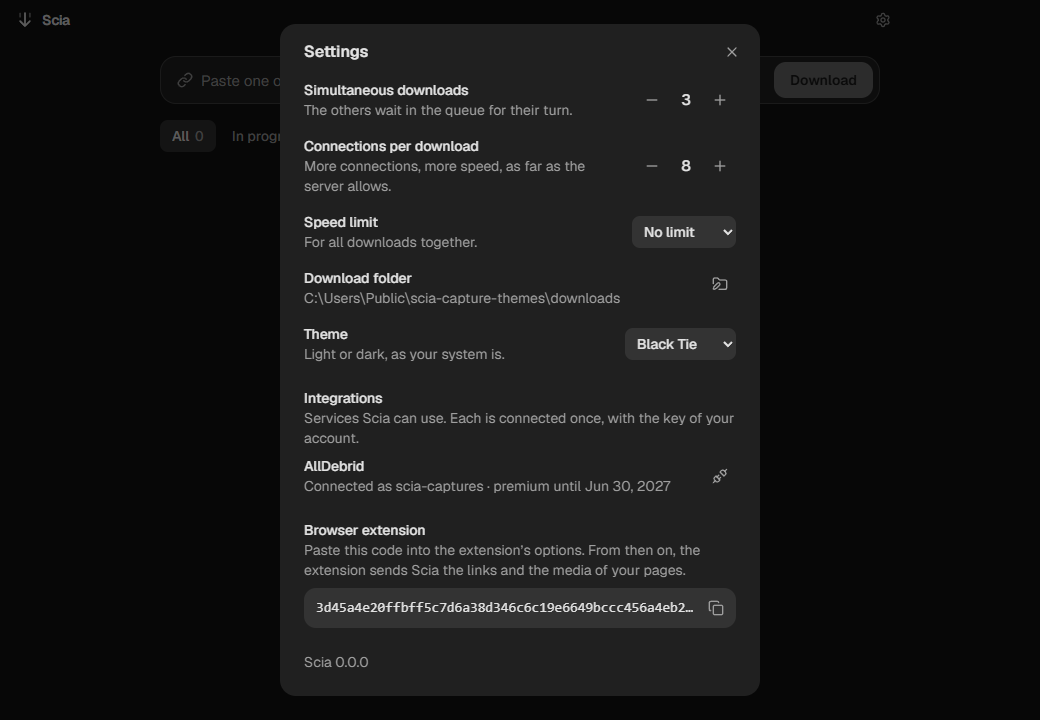 Scia
Settings
Paste one o
Download
All 0
In progr
Simultaneous downloads
The others wait in the queue for their turn.
3
Connections per download
More connections, more speed, as far as the
server allows.
8
Speed limit
For all downloads together.
No limit
Download folder
C:\Users\Public\scia-capture-themes\downloads
Theme
Light or dark, as your system is.
Black Tie
Integrations
Services Scia can use. Each is connected once, with the key of your
account.
AllDebrid
Connected as scia-captures · premium until Jun 30, 2027
Browser extension
Paste this code into the extension's options. From then on, the
extension sends Scia the links and the media of your pages.
3d45a4e20ffbff5c7d6a38d346c6c19e6649bccc456a4eb2…
Scia 0.0.0